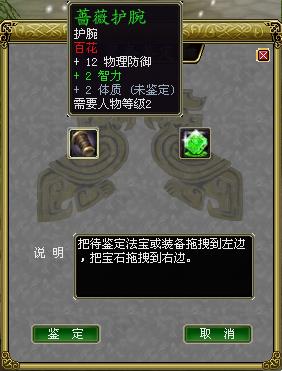 蔷薇护腕
护腕
百花
+ 12 物理防御
+ 2 智力
+ 2 体质 (未鉴定)
需要人物等级2
说 明
把待鉴定法宝或装备拖拽到左边
，把宝石拖拽到右边。
鉴 定
取 消